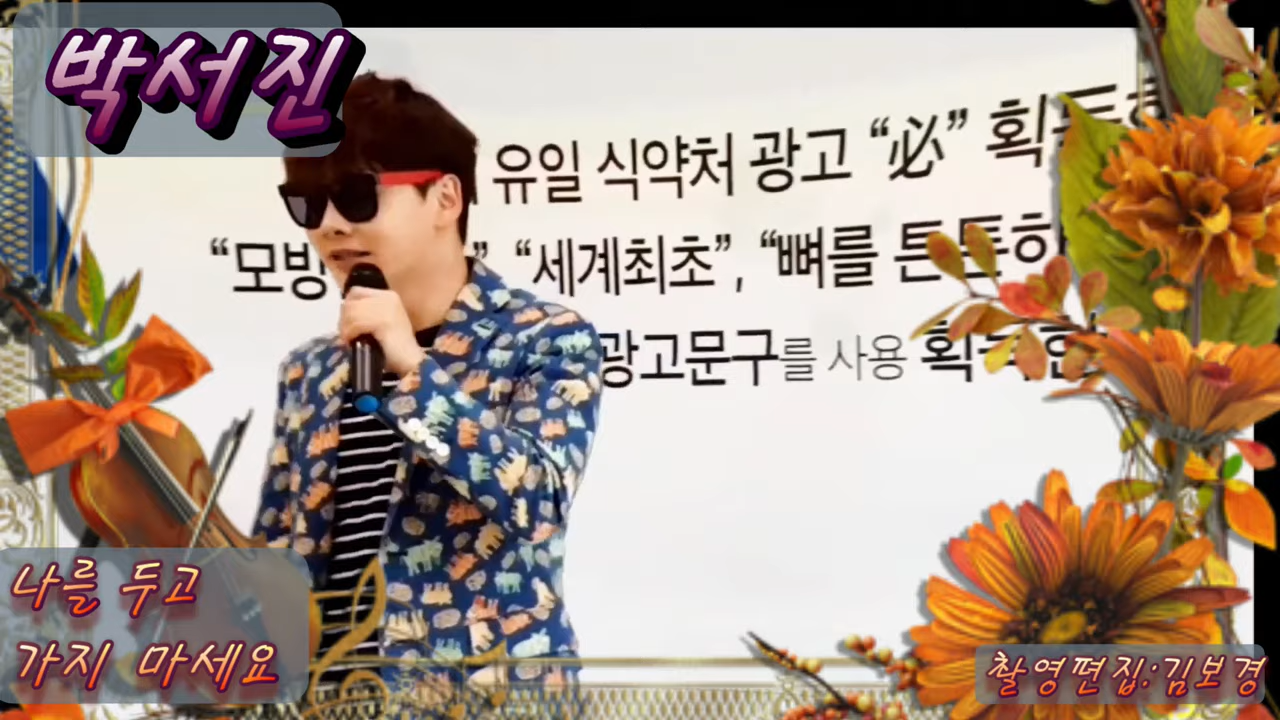 박서진
유일 식약처 광고 “必” 획득한
“모방 ”, “세계최초”, “뼈를 튼튼하
광고문구를 사용
나를 두고
가지 마세요
촬영편집:김보경